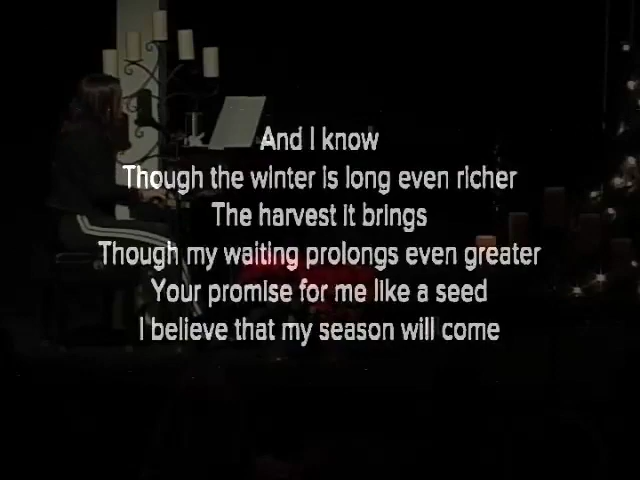 And I know
Though the winter is long even richer
The harvest it brings
Though my waiting prolongs even greater
Your promise for me like a seed
I believe that my season will come